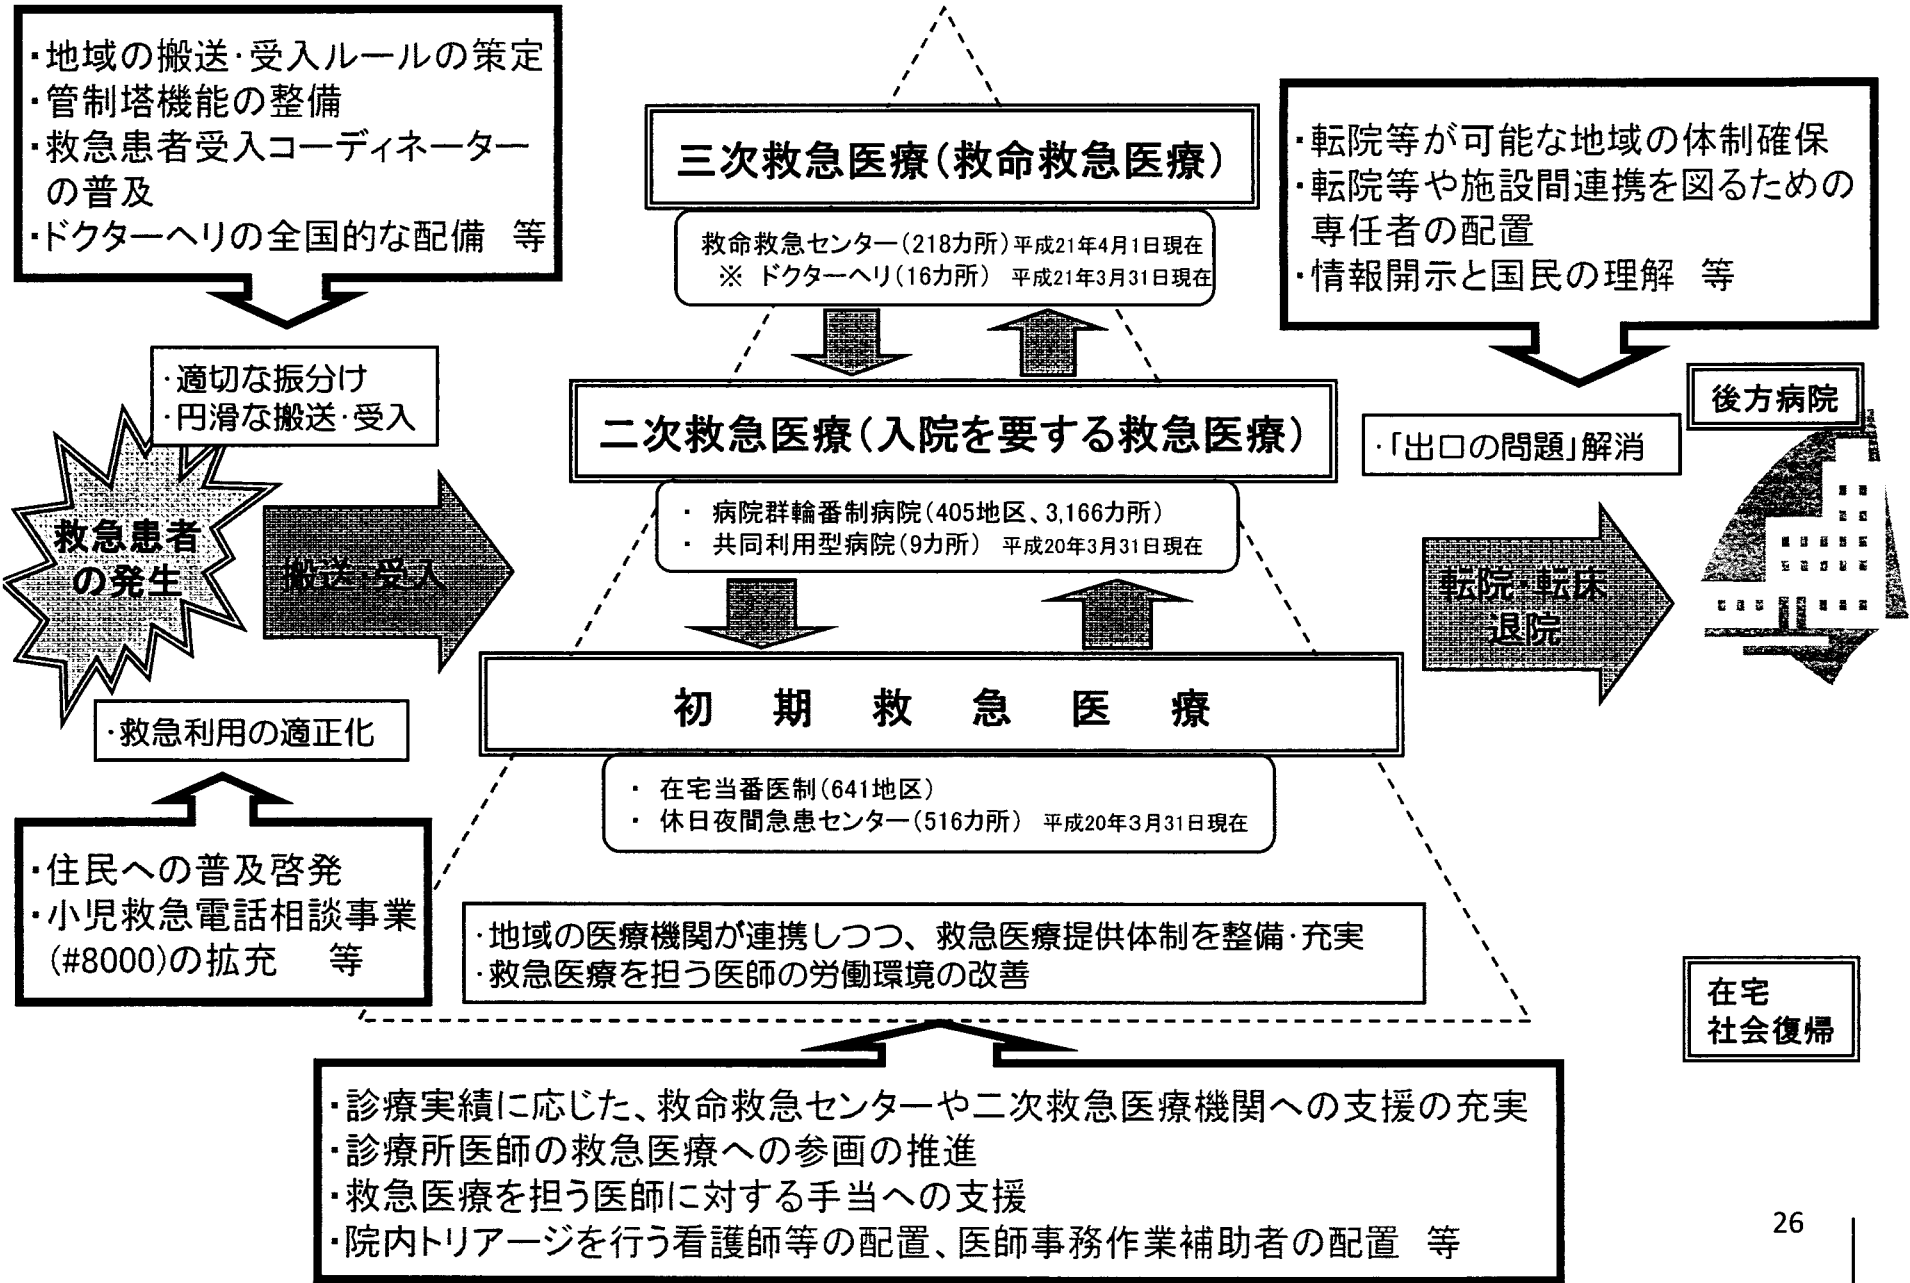 ・地域の搬送・受入ルールの策定
・管制塔機能の整備
・救急患者受入コーディネーター
の普及
・ドクターヘリの全国的な配備　等
・適切な振分け
・円滑な搬送・受入
救急患者
の発生
搬送・受入
・救急利用の適正化
・住民への普及啓発
・小児救急電話相談事業
(#8000)の拡充　等
三次救急医療(救命救急医療)
救命救急センター(218カ所)平成21年4月1日現在
※ ドクターヘリ(16カ所) 平成21年3月31日現在
二次救急医療(入院を要する救急医療)
・ 病院群輪番制病院(405地区、3,166カ所)
・ 共同利用型病院(9カ所) 平成20年3月31日現在
初期救急医療
・ 在宅当番医制(641地区)
・ 休日夜間急患センター(516カ所) 平成20年3月31日現在
・地域の医療機関が連携しつつ、救急医療提供体制を整備・充実
・救急医療を担う医師の労働環境の改善
・診療実績に応じた、救命救急センターや二次救急医療機関への支援の充実
・診療所医師の救急医療への参画の推進
・救急医療を担う医師に対する手当への支援
・院内トリアージを行う看護師等の配置、医師事務作業補助者の配置　等
・転院等が可能な地域の体制確保
・転院等や施設間連携を図るための
専任者の配置
・情報開示と国民の理解　等
・「出口の問題」解消
後方病院
転院・転床
退院
在宅
社会復帰
26